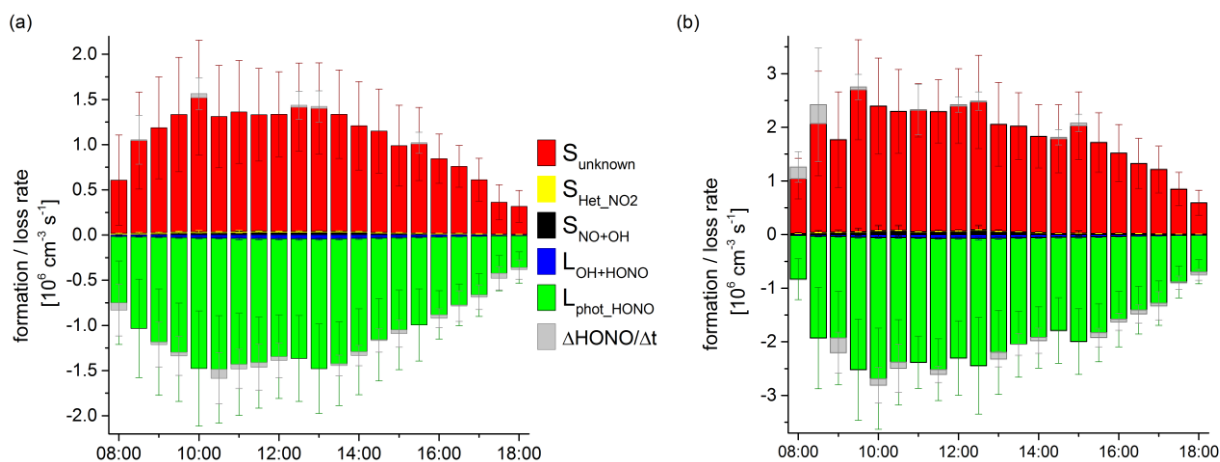 (a)
formation / loss rate
[10⁶ cm⁻³ s⁻¹]
2.0
1.5
1.0
0.5
0.0
-0.5
-1.0
-1.5
-2.0
08:00 10:00 12:00 14:00 16:00 18:00
S_unknown
S_Het_NO2
S_NO+OH
L_OH+HONO
L_phot_HONO
ΔHONO/Δt
(b)
formation / loss rate
[10⁶ cm⁻³ s⁻¹]
3
2
1
0
-1
-2
-3
08:00 10:00 12:00 14:00 16:00 18:00